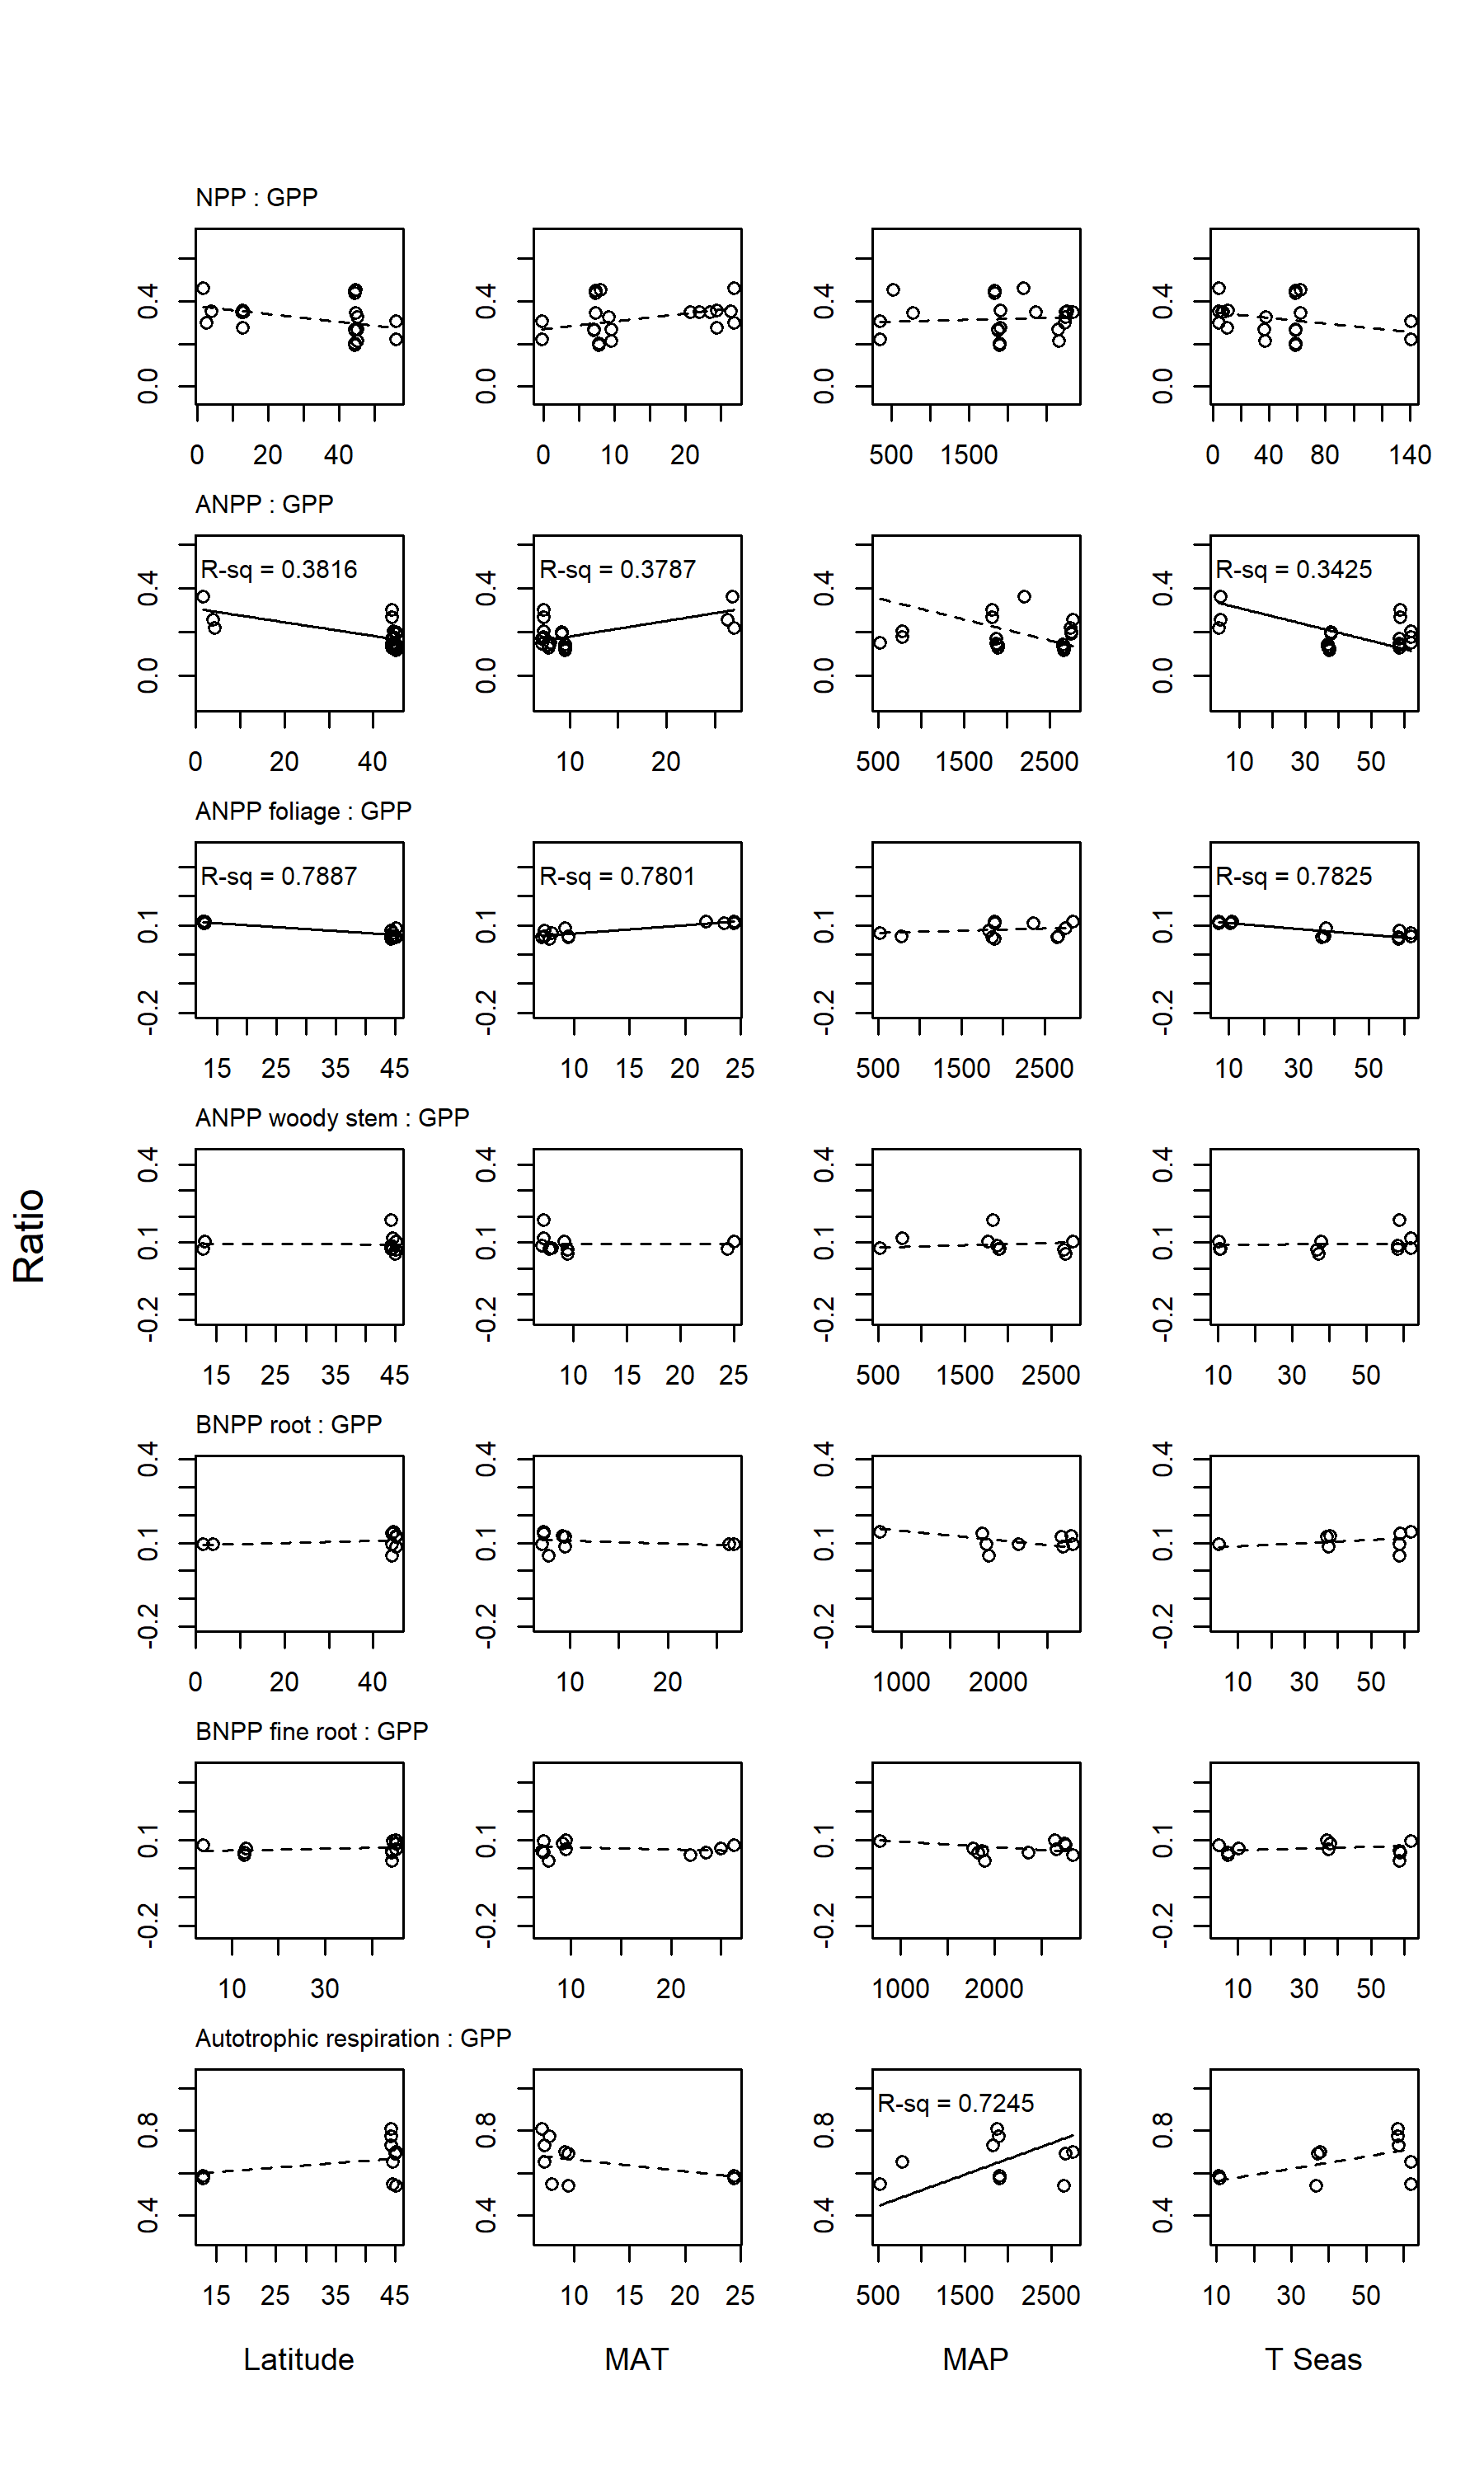 NPP : GPP
0.0 0.4
0.0 0.4
0.0 0.4
0.0 0.4
0 20 40
0 10 20
500 1500
0 40 80 140
ANPP : GPP
R-sq = 0.3816
R-sq = 0.3787
R-sq = 0.3425
0.0 0.4
0.0 0.4
0.0 0.4
0.0 0.4
0 20 40
10 20
500 1500 2500
10 30 50
ANPP foliage : GPP
R-sq = 0.7887
R-sq = 0.7801
R-sq = 0.7825
-0.2 0.1
-0.2 0.1
-0.2 0.1
-0.2 0.1
15 25 35 45
10 15 20 25
500 1500 2500
10 30 50
ANPP woody stem : GPP
-0.2 0.1 0.4
-0.2 0.1 0.4
-0.2 0.1 0.4
-0.2 0.1 0.4
15 25 35 45
10 15 20 25
500 1500 2500
10 30 50
Ratio
BNPP root : GPP
-0.2 0.1 0.4
-0.2 0.1 0.4
-0.2 0.1 0.4
-0.2 0.1 0.4
0 20 40
10 20
1000 2000
10 30 50
BNPP fine root : GPP
-0.2 0.1
-0.2 0.1
-0.2 0.1
-0.2 0.1
10 30
10 20
1000 2000
10 30 50
Autotrophic respiration : GPP
R-sq = 0.7245
0.4 0.8
0.4 0.8
0.4 0.8
0.4 0.8
15 25 35 45
10 15 20 25
500 1500 2500
10 30 50
Latitude
MAT
MAP
T Seas